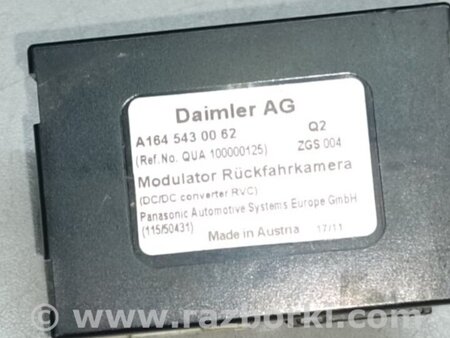 Daimler AG
A164 543 00 62 Q2
(Ref.No. QUA 100000125) ZGS 004
Modulator Rückfahrkamera
(DC/DC converter RVC)
Panasonic Automotive Systems Europe GmbH
(115/50431)
Made in Austria 17/11
© www.razborki.com